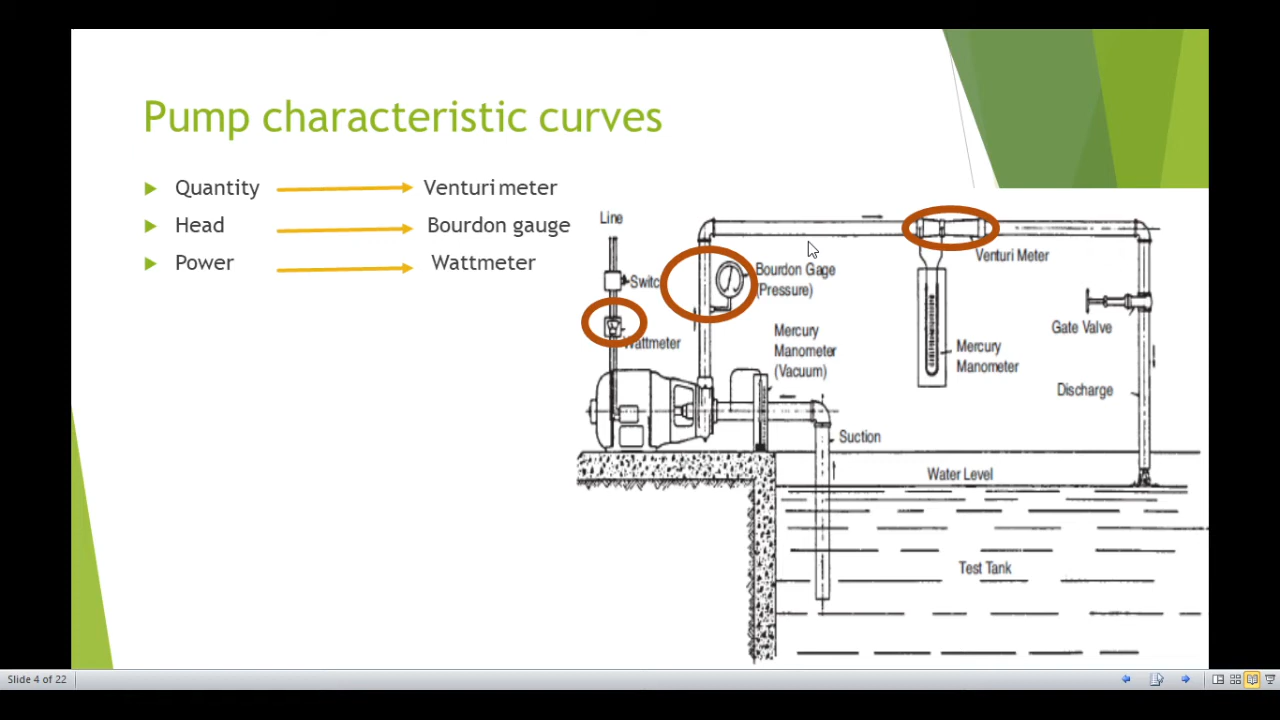 Pump characteristic curves
Quantity Venturi meter
Head Bourdon gauge
Power Wattmeter
Line
Switc
Wattmeter
Bourdon Gage
(Pressure)
Mercury
Manometer
(Vacuum)
Venturi Meter
Mercury
Manometer
Gate Valve
Discharge
Suction
Water Level
Test Tank
Slide 4 of 22